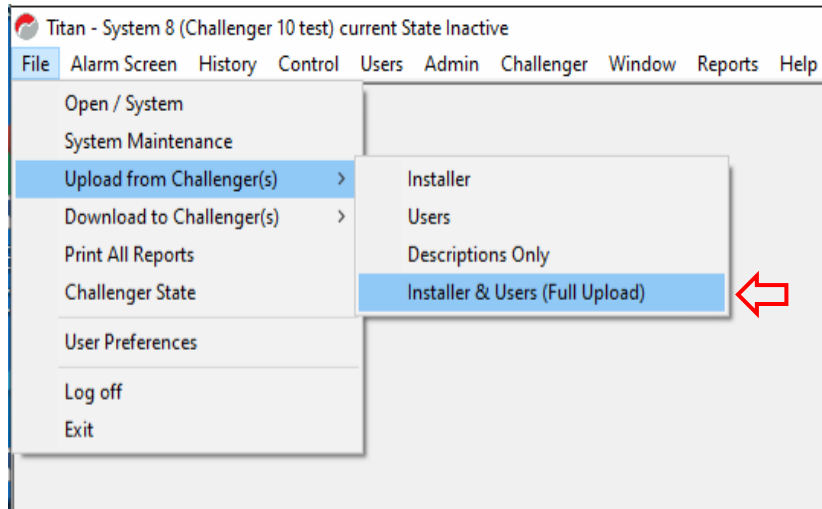 Titan - System 8 (Challenger 10 test) current State Inactive
File Alarm Screen History Control Users Admin Challenger Window Reports Help
Open / System
System Maintenance
Upload from Challenger(s) >
Download to Challenger(s) >
Print All Reports
Challenger State
User Preferences
Log off
Exit
Installer
Users
Descriptions Only
Installer & Users (Full Upload)